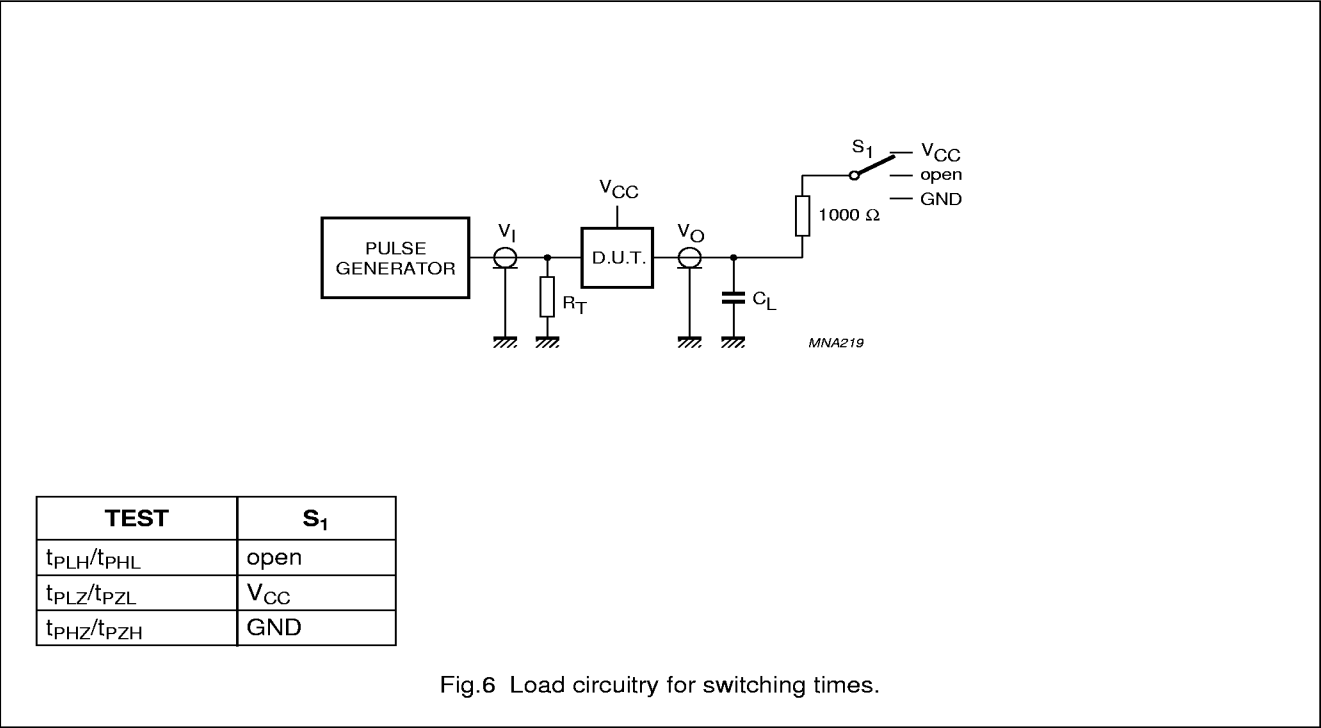 S1
VCC
open
GND
1000 Ω
VCC
VI
VO
PULSE
GENERATOR
D.U.T.
RT
CL
MNA219
TEST S1
tPLH/tPHL open
tPLZ/tPZL VCC
tPHZ/tPZH GND
Fig.6 Load circuitry for switching times.